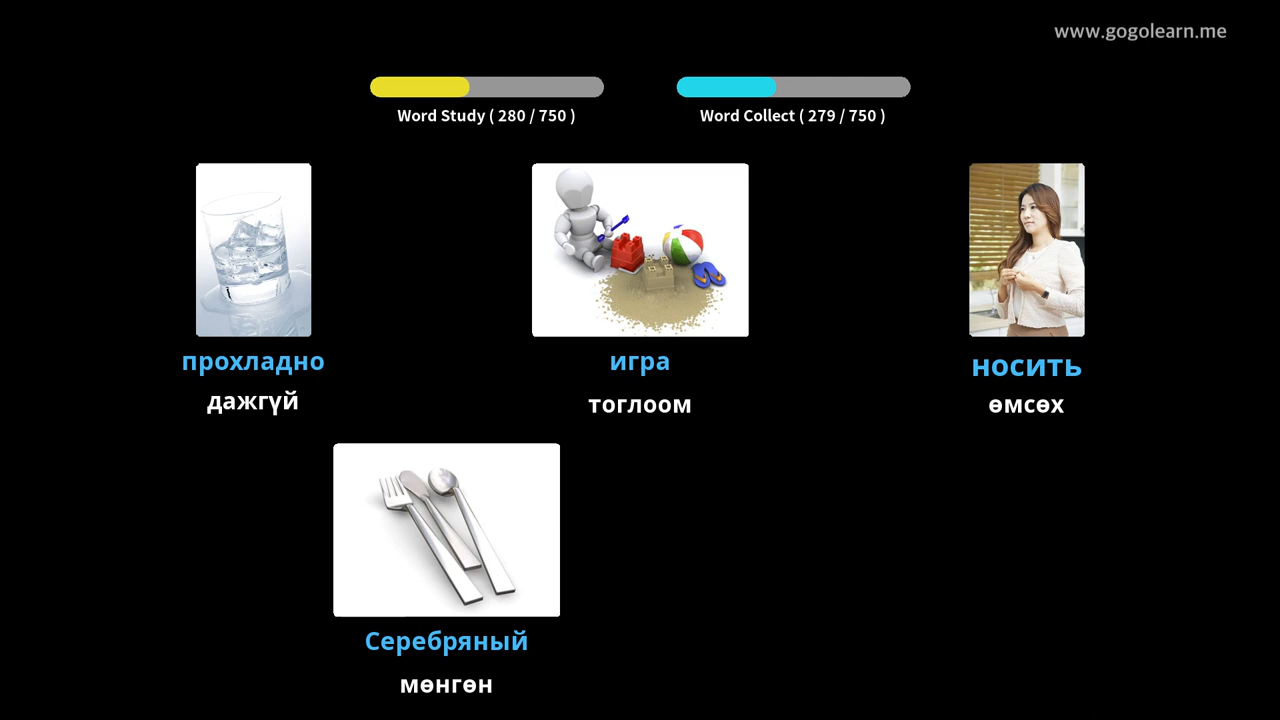 www.gogolearn.me
Word Study ( 280 / 750 )
Word Collect ( 279 / 750 )
прохладно
дажгүй
игра
тоглоом
носить
өмсөх
Серебряный
мөнгөн